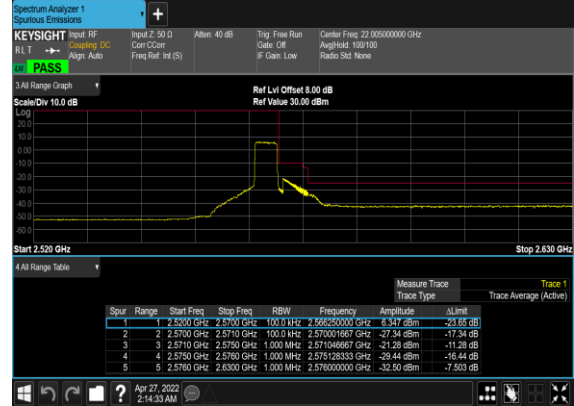 Spectrum Analyzer 1
Spurious Emissions
KEYSIGHT Input: RF Input Z: 50 Ω Atten: 40 dB Trig: Free Run Center Freq: 22.005000000 GHz
RLT Coupling: DC Corr CCorr Gate: Off Avg|Hold: 100/100
Align: Auto Freq Ref: Int (S) IF Gain: Low Radio Std: None
LXI PASS
3 All Range Graph
Ref Lvl Offset 8.00 dB
Scale/Div 10.0 dB Ref Value 30.00 dBm
Log
20.0
10.0
0.00
-10.0
-20.0
-30.0
-40.0
-50.0
-60.0
Start 2.520 GHz Stop 2.630 GHz
4 All Range Table
Measure Trace Trace 1
Trace Type Trace Average (Active)
Spur Range Start Freq Stop Freq RBW Frequency Amplitude ΔLimit
1 1 2.5200 GHz 2.5700 GHz 100.0 kHz 2.566250000 GHz 6.347 dBm -23.65 dB
2 2 2.5700 GHz 2.5710 GHz 100.0 kHz 2.570001667 GHz -27.34 dBm -17.34 dB
3 3 2.5710 GHz 2.5750 GHz 1.000 MHz 2.571046667 GHz -21.28 dBm -11.28 dB
4 4 2.5750 GHz 2.5760 GHz 1.000 MHz 2.575128333 GHz -29.44 dBm -16.44 dB
5 5 2.5760 GHz 2.6300 GHz 1.000 MHz 2.576000000 GHz -32.50 dBm -7.503 dB
? Apr 27, 2022
2:14:33 AM